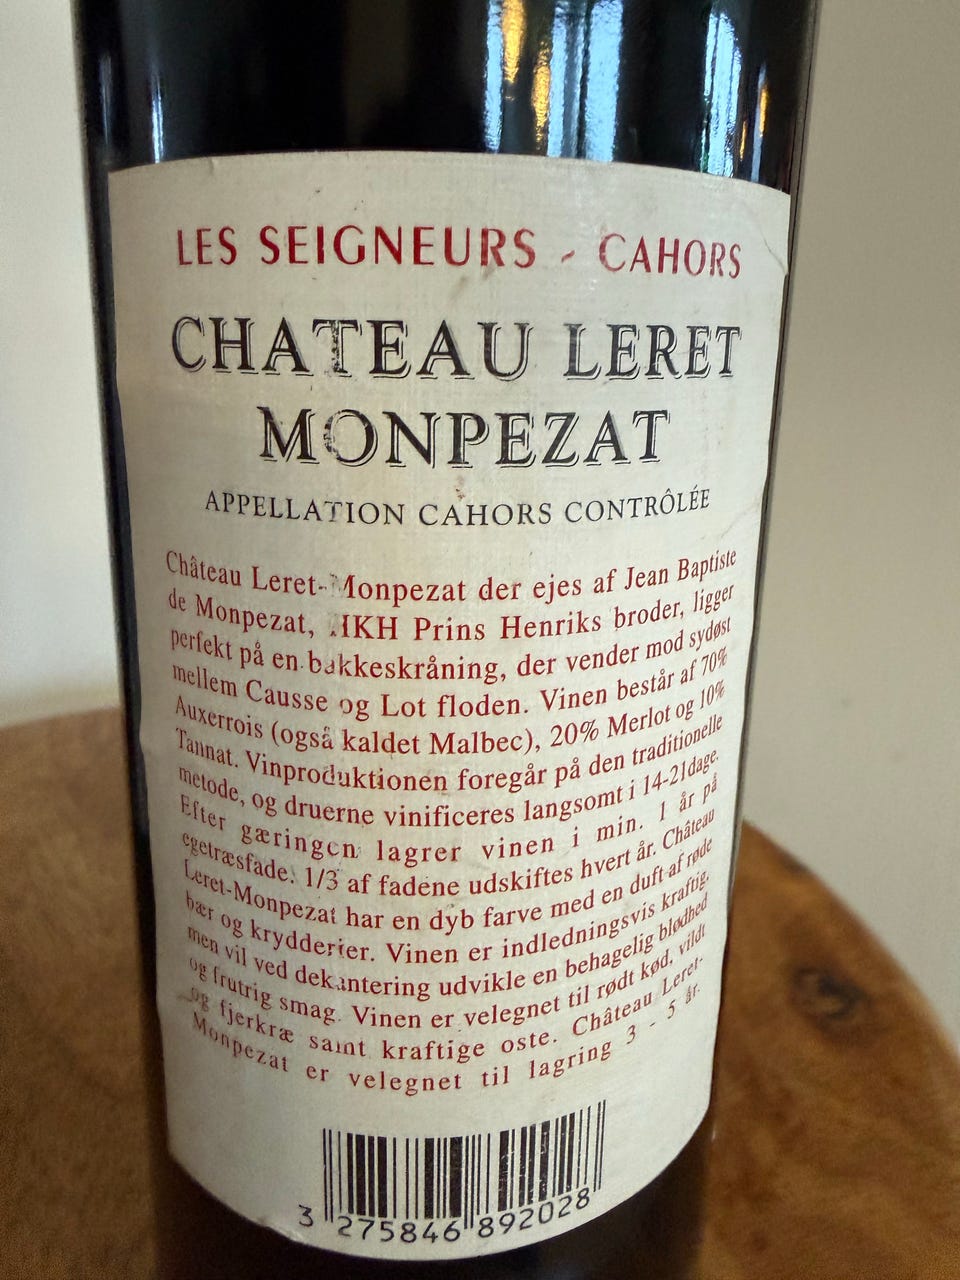 LES SEIGNEURS - CAHORS
CHATEAU LERET
MONPEZAT
APPELLATION CAHORS CONTRÔLÉE
Château Leret-Monpezat der ejes af Jean Baptiste
de Monpezat, HKH Prins Henriks broder, ligger
perfekt på en bakkeskråning, der vender mod sydøst
mellem Causse og Lot floden. Vinen består af 70%
Auxerrois (også kaldet Malbec), 20% Merlot og 10%
Tannat. Vinproduktionen foregår på den traditionelle
metode, og druerne vinificeres langsomt i 14-21dage.
Efter gæringen lagrer vinen i min. 1 år på
egetræsfade. 1/3 af fadene udskiftes hvert år. Château
Leret-Monpezat har en dyb farve med en duft af røde
bær og krydderier. Vinen er indledningsvis kraftig,
men vil ved dekantering udvikle en behagelig blødhed
og frutrig smag. Vinen er velegnet til rødt kød, vildt
og fjerkræ samt kraftige oste. Château Leret-
Monpezat er velegnet til lagring 3 - 5 år.
3 275846 892028